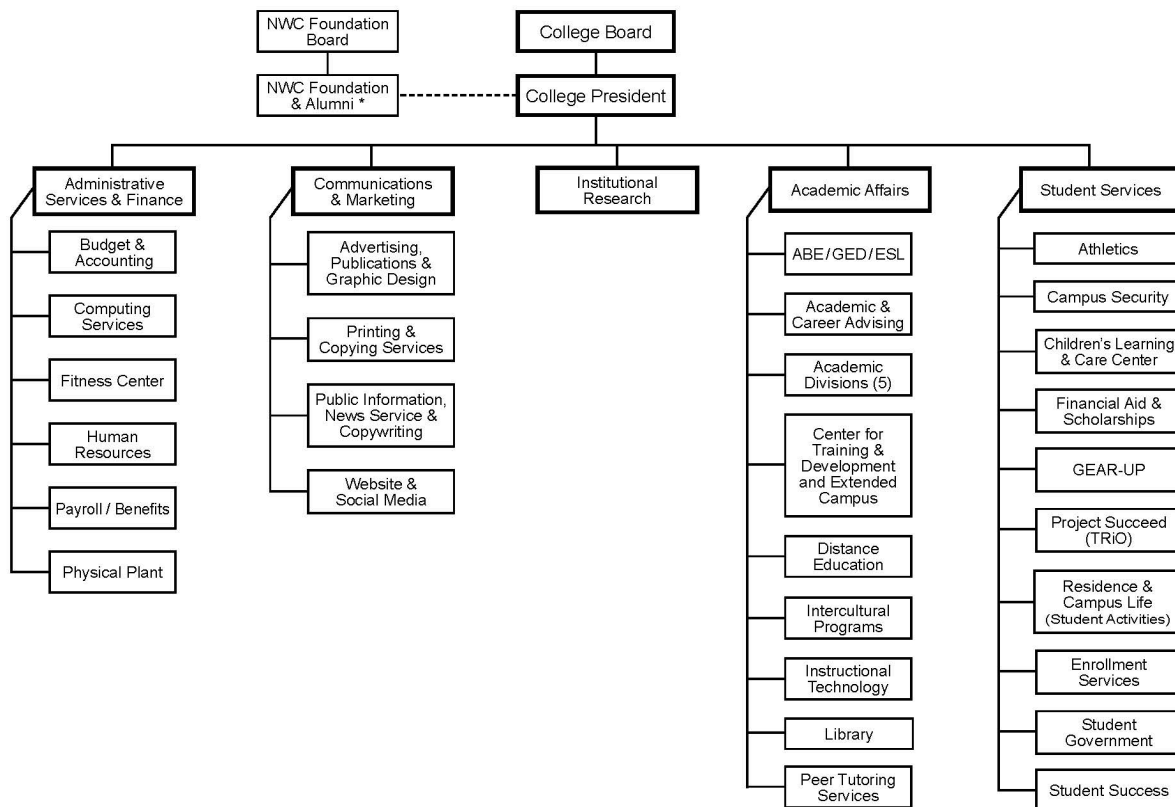 NWC Foundation
Board
College Board
NWC Foundation
& Alumni *
College President
Administrative
Services & Finance
Budget &
Accounting
Computing
Services
Fitness Center
Human
Resources
Payroll / Benefits
Physical Plant
Communications
& Marketing
Advertising,
Publications &
Graphic Design
Printing &
Copying Services
Public Information,
News Service &
Copywriting
Website &
Social Media
Institutional
Research
Academic Affairs
ABE / GED / ESL
Academic &
Career Advising
Academic
Divisions (5)
Center for
Training &
Development
and Extended
Campus
Distance
Education
Intercultural
Programs
Instructional
Technology
Library
Peer Tutoring
Services
Student Services
Athletics
Campus Security
Children's Learning
& Care Center
Financial Aid &
Scholarships
GEAR-UP
Project Succeed
(TRiO)
Residence &
Campus Life
(Student Activities)
Enrollment
Services
Student
Government
Student Success